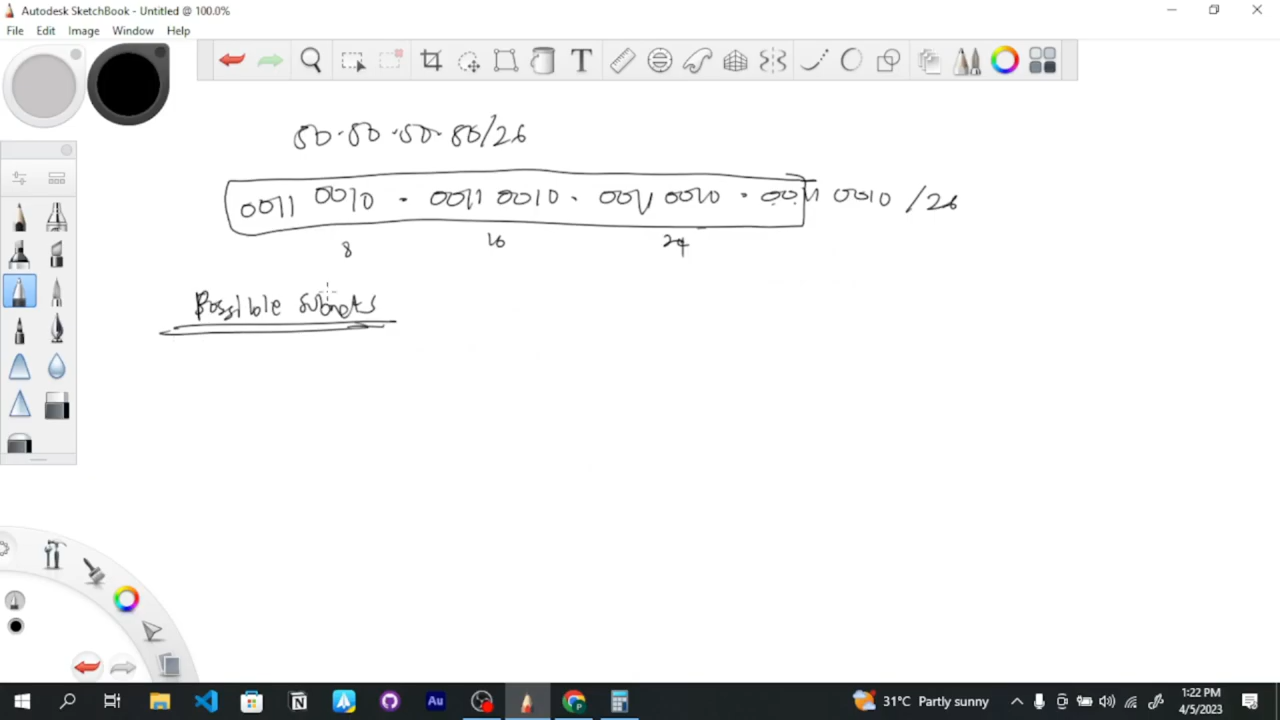 Autodesk SketchBook - Untitled @ 100.0%
File Edit Image Window Help
50.50.50.50/26
0011 0010 . 0011 0010 . 0011 0010 . 0011 0010 /26
8 16 24
Possible subnets
Au
31°C Partly sunny
1:22 PM
4/5/2023